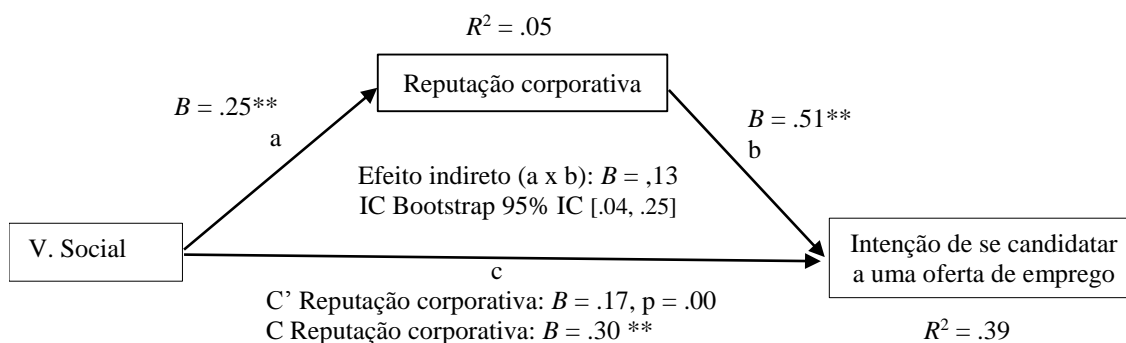 R² = .05
Reputação corporativa
B = .25**
a
B = .51**
b
Efeito indireto (a x b): B = ,13
IC Bootstrap 95% IC [.04, .25]
V. Social
Intenção de se candidatar
a uma oferta de emprego
c
C’ Reputação corporativa: B = .17, p = .00
C Reputação corporativa: B = .30 **
R² = .39